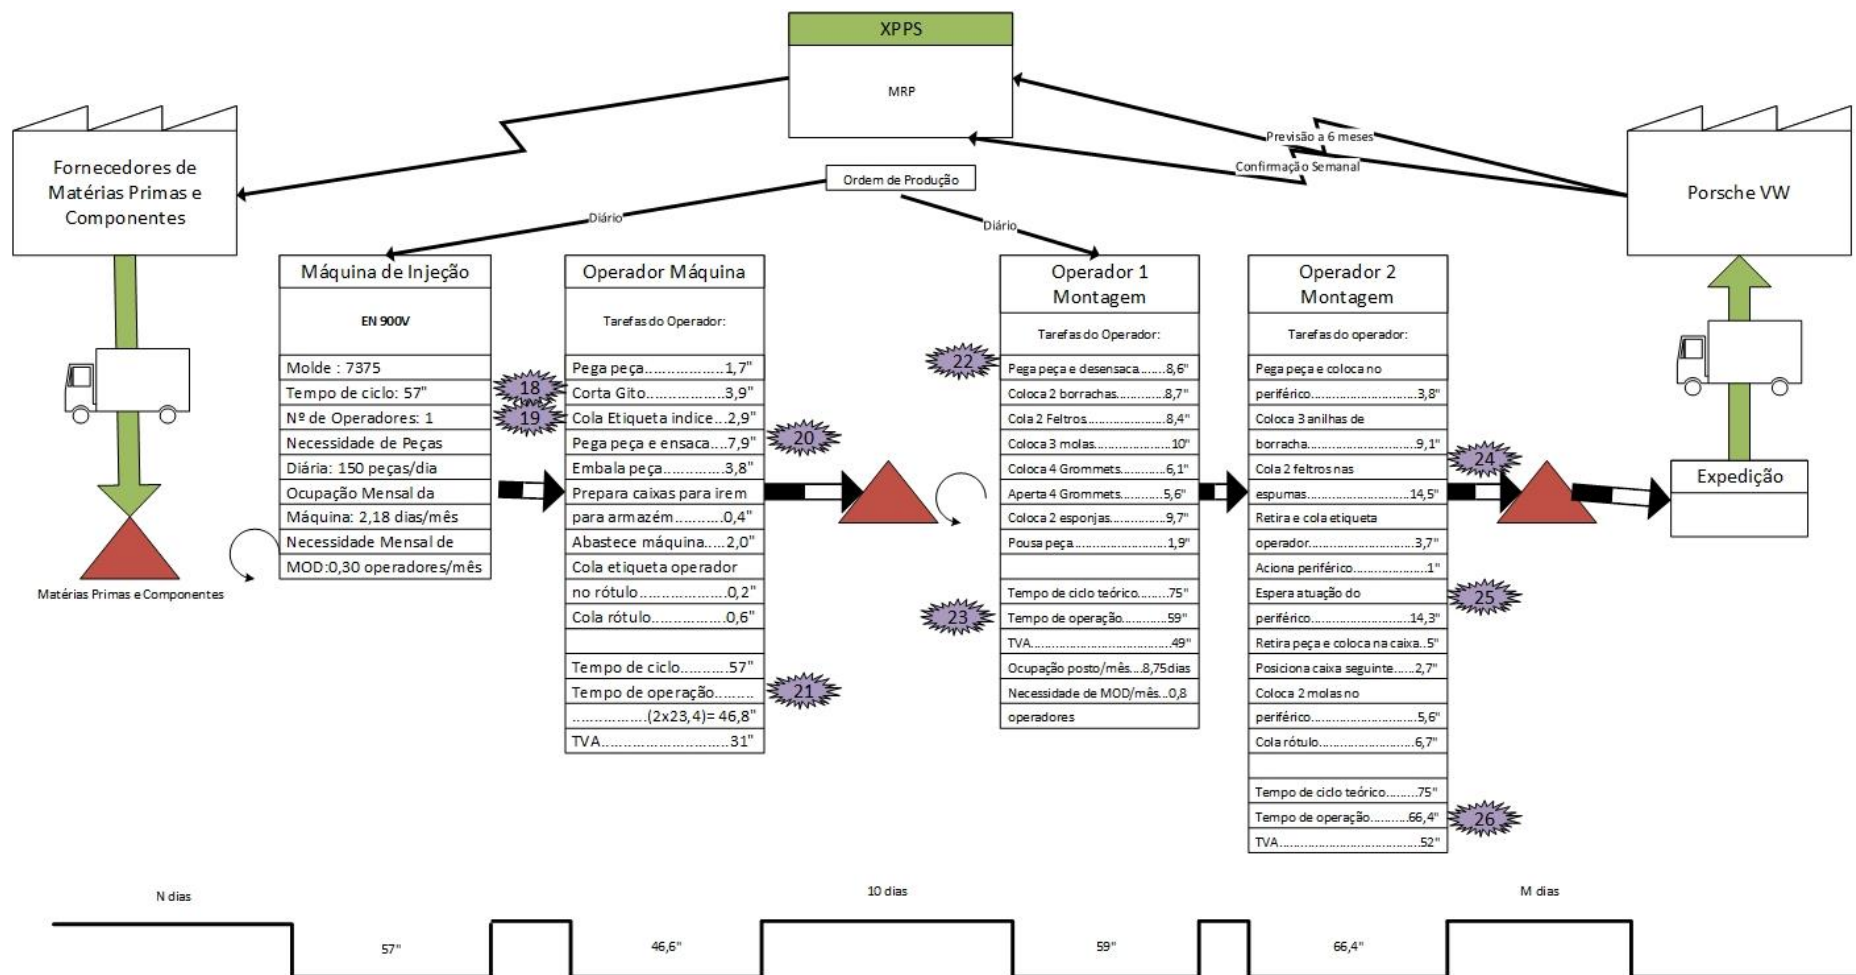 XPPS
MRP
Fornecedores de
Matérias Primas e
Componentes
Previsão a 6 meses
Confirmação Semanal
Porsche VW
Ordem de Produção
Diário
Diário
Máquina de Injeção
EN 900V
Molde : 7375
Tempo de ciclo: 57"
Nº de Operadores: 1
Necessidade de Peças
Diária: 150 peças/dia
Ocupação Mensal da
Máquina: 2,18 dias/mês
Necessidade Mensal de
MOD:0,30 operadores/mês
Matérias Primas e Componentes
18
19
Operador Máquina
Tarefas do Operador:
Pega peça..................1,7"
Corta Gito.................3,9"
Cola Etiqueta indice...2,9"
Pega peça e ensaca....7,9"
Embala peça..............3,8"
Prepara caixas para irem
para armazém..........0,4"
Abastece máquina.....2,0"
Cola etiqueta operador
no rótulo...................0,2"
Cola rótulo................0,6"
Tempo de ciclo...........57"
Tempo de operação.........
.................(2x23,4)= 46,8"
TVA............................31"
20
21
22
23
Operador 1
Montagem
Tarefas do Operador:
Pega peça e desensaca.......8,6"
Coloca 2 borrachas.............8,7"
Cola 2 Feltros.....................8,4"
Coloca 3 molas....................10"
Coloca 4 Grommets............6,1"
Aperta 4 Grommets............5,6"
Coloca 2 esponjas...............9,7"
Pousa peça.........................1,9"
Tempo de ciclo teórico.........75"
Tempo de operação..............59"
TVA.....................................49"
Ocupação posto/mês....8,75dias
Necessidade de MOD/mês...0,8
operadores
Operador 2
Montagem
Tarefas do operador:
Pega peça e coloca no
periférico...........................3,8"
Coloca 3 anilhas de
borracha.............................9,1"
Cola 2 feltros nas
espumas............................14,5"
Retira e cola etiqueta
operador............................3,7"
Aciona periférico...................1"
Espera atuação do
periférico..........................14,3"
Retira peça e coloca na caixa..5"
Posiciona caixa seguinte......2,7"
Coloca 2 molas no
periférico...........................5,6"
Cola rótulo.........................6,7"
Tempo de ciclo teórico.........75"
Tempo de operação...........66,4"
TVA.....................................52"
24
25
26
Expedição
N dias
10 dias
M dias
57"
46,6"
59"
66,4"